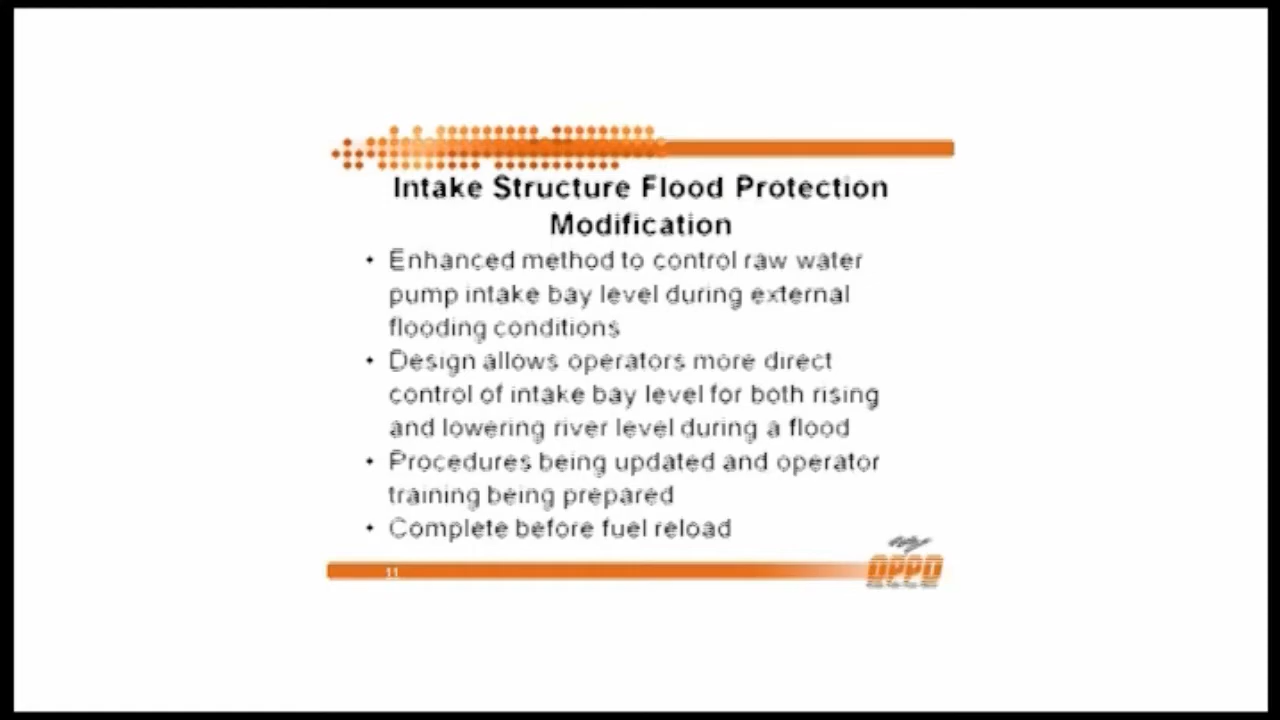 Intake Structure Flood Protection
Modification
• Enhanced method to control raw water
pump intake bay level during external
flooding conditions
• Design allows operators more direct
control of intake bay level for both rising
and lowering river level during a flood
• Procedures being updated and operator
training being prepared
• Complete before fuel reload
11
OPPD